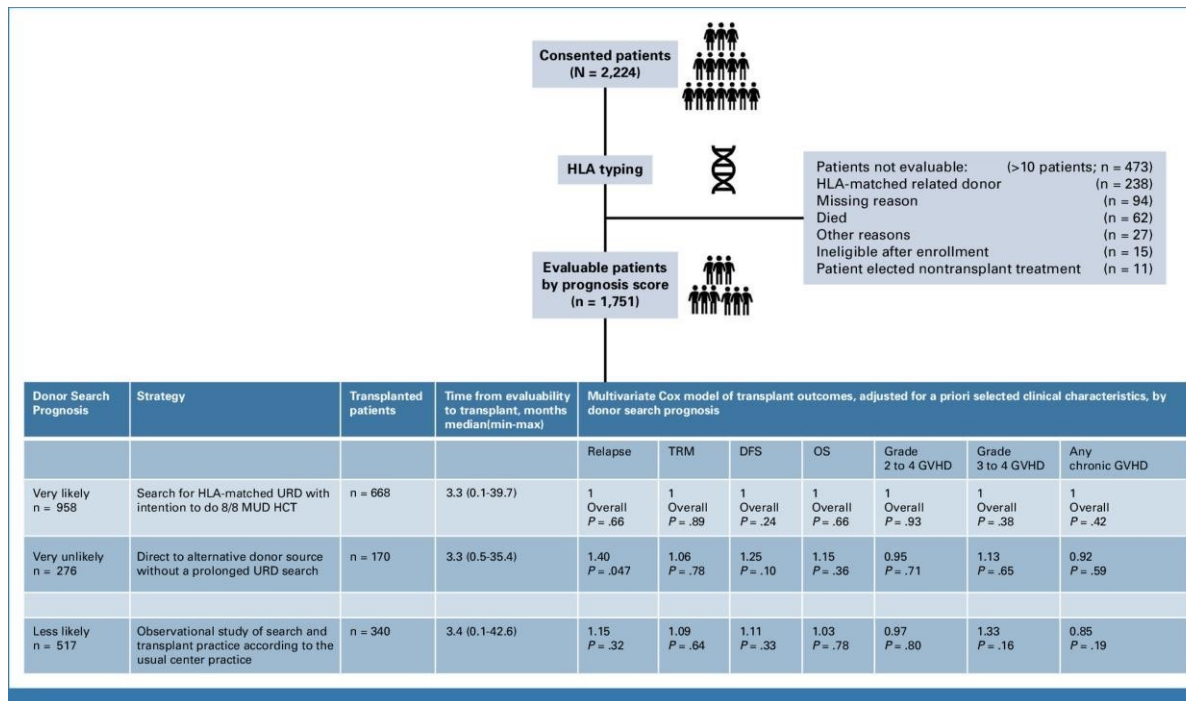 Consented patients
(N = 2,224)
HLA typing
Patients not evaluable: (>10 patients; n = 473)
HLA-matched related donor (n = 238)
Missing reason (n = 94)
Died (n = 62)
Other reasons (n = 27)
Ineligible after enrollment (n = 15)
Patient elected nontransplant treatment (n = 11)
Evaluable patients
by prognosis score
(n = 1,751)
Donor Search Prognosis | Strategy | Transplanted patients | Time from evaluability to transplant, months median(min-max) | Multivariate Cox model of transplant outcomes, adjusted for a priori selected clinical characteristics, by donor search prognosis
Relapse | TRM | DFS | OS | Grade 2 to 4 GVHD | Grade 3 to 4 GVHD | Any chronic GVHD
Very likely n = 958 | Search for HLA-matched URD with intention to do 8/8 MUD HCT | n = 668 | 3.3 (0.1-39.7) | 1 Overall P = .66 | 1 Overall P = .89 | 1 Overall P = .24 | 1 Overall P = .66 | 1 Overall P = .93 | 1 Overall P = .38 | 1 Overall P = .42
Very unlikely n = 276 | Direct to alternative donor source without a prolonged URD search | n = 170 | 3.3 (0.5-35.4) | 1.40 P = .047 | 1.06 P = .78 | 1.25 P = .10 | 1.15 P = .36 | 0.95 P = .71 | 1.13 P = .65 | 0.92 P = .59
Less likely n = 517 | Observational study of search and transplant practice according to the usual center practice | n = 340 | 3.4 (0.1-42.6) | 1.15 P = .32 | 1.09 P = .64 | 1.11 P = .33 | 1.03 P = .78 | 0.97 P = .80 | 1.33 P = .16 | 0.85 P = .19